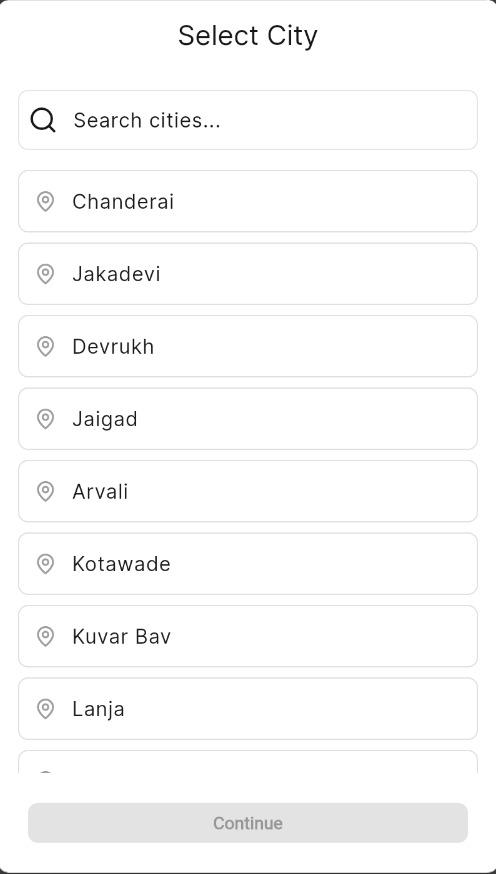 Select City
Search cities...
Chanderai
Jakadevi
Devrukh
Jaigad
Arvali
Kotawade
Kuvar Bav
Lanja
Continue